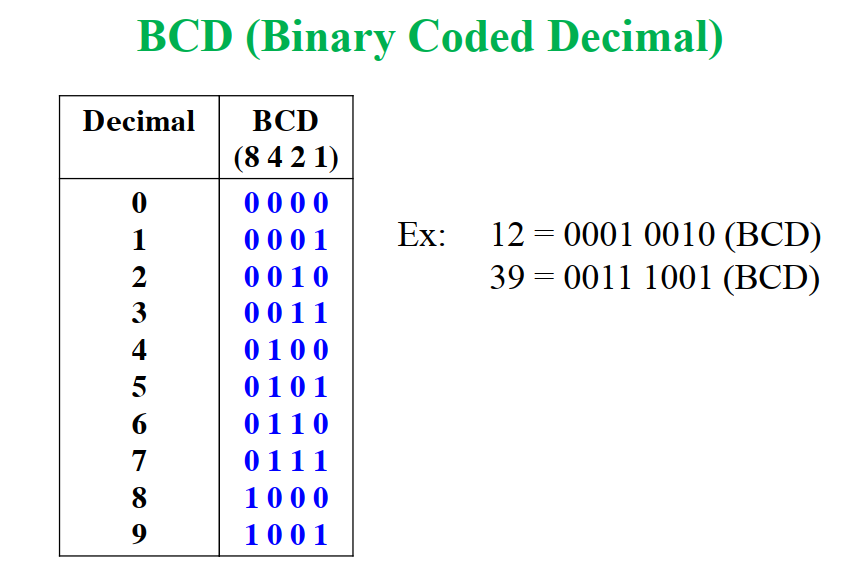 BCD (Binary Coded Decimal)
Decimal BCD
(8 4 2 1)
0 0 0 0 0
1 0 0 0 1
2 0 0 1 0
3 0 0 1 1
4 0 1 0 0
5 0 1 0 1
6 0 1 1 0
7 0 1 1 1
8 1 0 0 0
9 1 0 0 1
Ex: 12 = 0001 0010 (BCD)
39 = 0011 1001 (BCD)